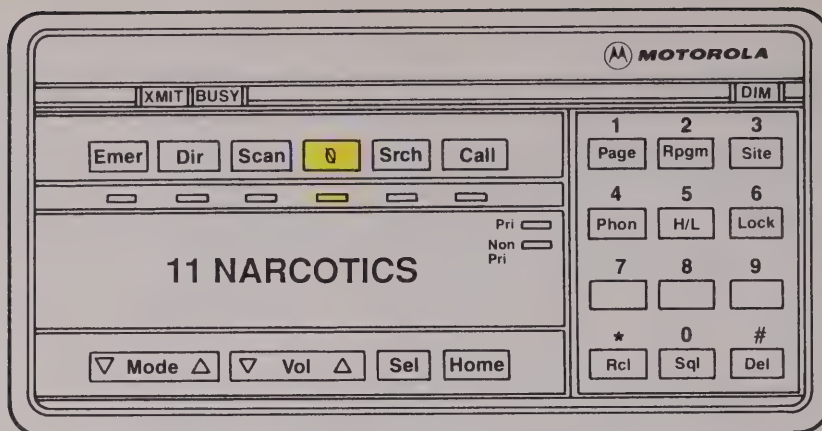 MOTOROLA
XMIT BUSY DIM
Emer Dir Scan Ø Srch Call
Pri
Non
Pri
11 NARCOTICS
Mode Vol Sel Home
1 2 3
Page Rpgm Site
4 5 6
Phon H/L Lock
7 8 9
* 0 #
Rcl Sql Del